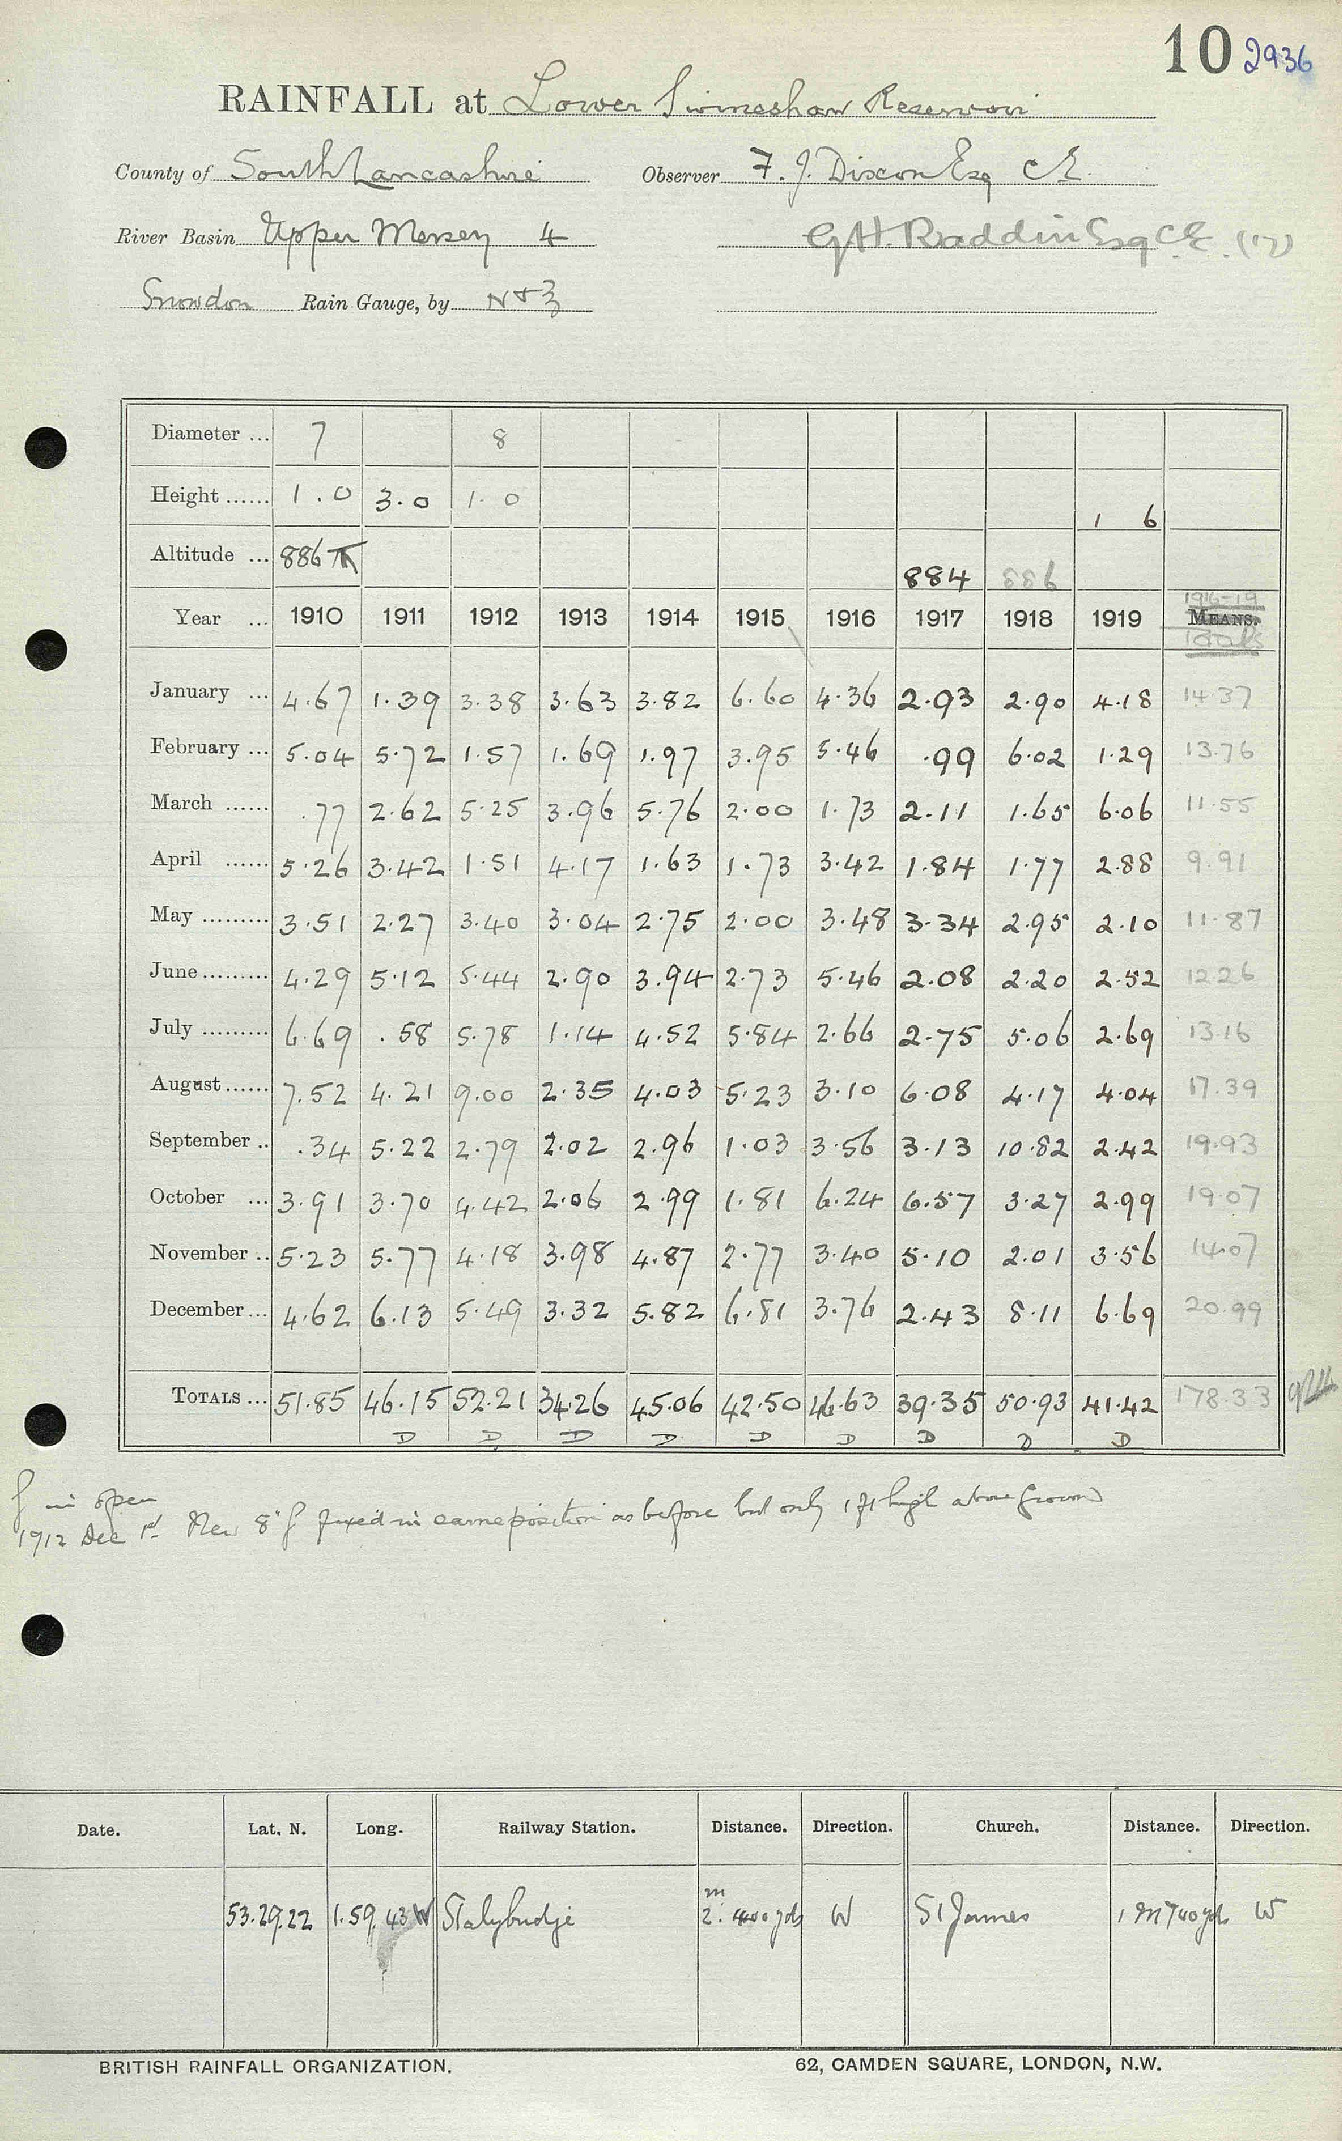 10 2936
RAINFALL at Lower Swineshaw Reservoir
County of South Lancashire Observer F. J. Dixon Esq C E.
River Basin Upper Mersey 4 G H. Raddin Esq C.E. (17)
Snowdon Rain Gauge, by N & Z
Diameter ... 7 8
Height ...... 1.0 3.0 1.0 1 6
Altitude ... 886 884 886
Year ... 1910 1911 1912 1913 1914 1915 1916 1917 1918 1919 1916-19 MEANS. Totals
January ... 4.67 1.39 3.38 3.63 3.82 6.60 4.36 2.93 2.90 4.18 14.37
February ... 5.04 5.72 1.57 1.69 1.97 3.95 5.46 .99 6.02 1.29 13.76
March ...... .77 2.62 5.25 3.96 5.76 2.00 1.73 2.11 1.65 6.06 11.55
April ...... 5.26 3.42 1.51 4.17 1.63 1.73 3.42 1.84 1.77 2.88 9.91
May ......... 3.51 2.27 3.40 3.04 2.75 2.00 3.48 3.34 2.95 2.10 11.87
June ......... 4.29 5.12 5.44 2.90 3.94 2.73 5.46 2.08 2.20 2.52 12.26
July ......... 6.69 .58 5.78 1.14 4.52 5.84 2.66 2.75 5.06 2.69 13.16
August ...... 7.52 4.21 9.00 2.35 4.03 5.23 3.10 6.08 4.17 4.04 17.39
September .. .34 5.22 2.79 2.02 2.96 1.03 3.56 3.13 10.82 2.42 19.93
October ... 3.91 3.70 4.42 2.06 2.99 1.81 6.24 6.57 3.27 2.99 19.07
November .. 5.23 5.77 4.18 3.98 4.87 2.77 3.40 5.10 2.01 3.56 14.07
December ... 4.62 6.13 5.49 3.32 5.82 6.81 3.76 2.43 8.11 6.69 20.99
TOTALS ... 51.85 46.15 52.21 34.26 45.06 42.50 46.63 39.35 50.93 41.42 178.33
D D D D D D D D D
g in open
1912 Dec 1st New 8" g fixed in same position as before but only 1 ft high above ground
Date. Lat. N. Long. Railway Station. Distance. Direction. Church. Distance. Direction.
53.29.22 1.59.43 W Stalybridge 2 m 400 yds W St James 1 m 740 yds W
BRITISH RAINFALL ORGANIZATION. 62, CAMDEN SQUARE, LONDON, N.W.